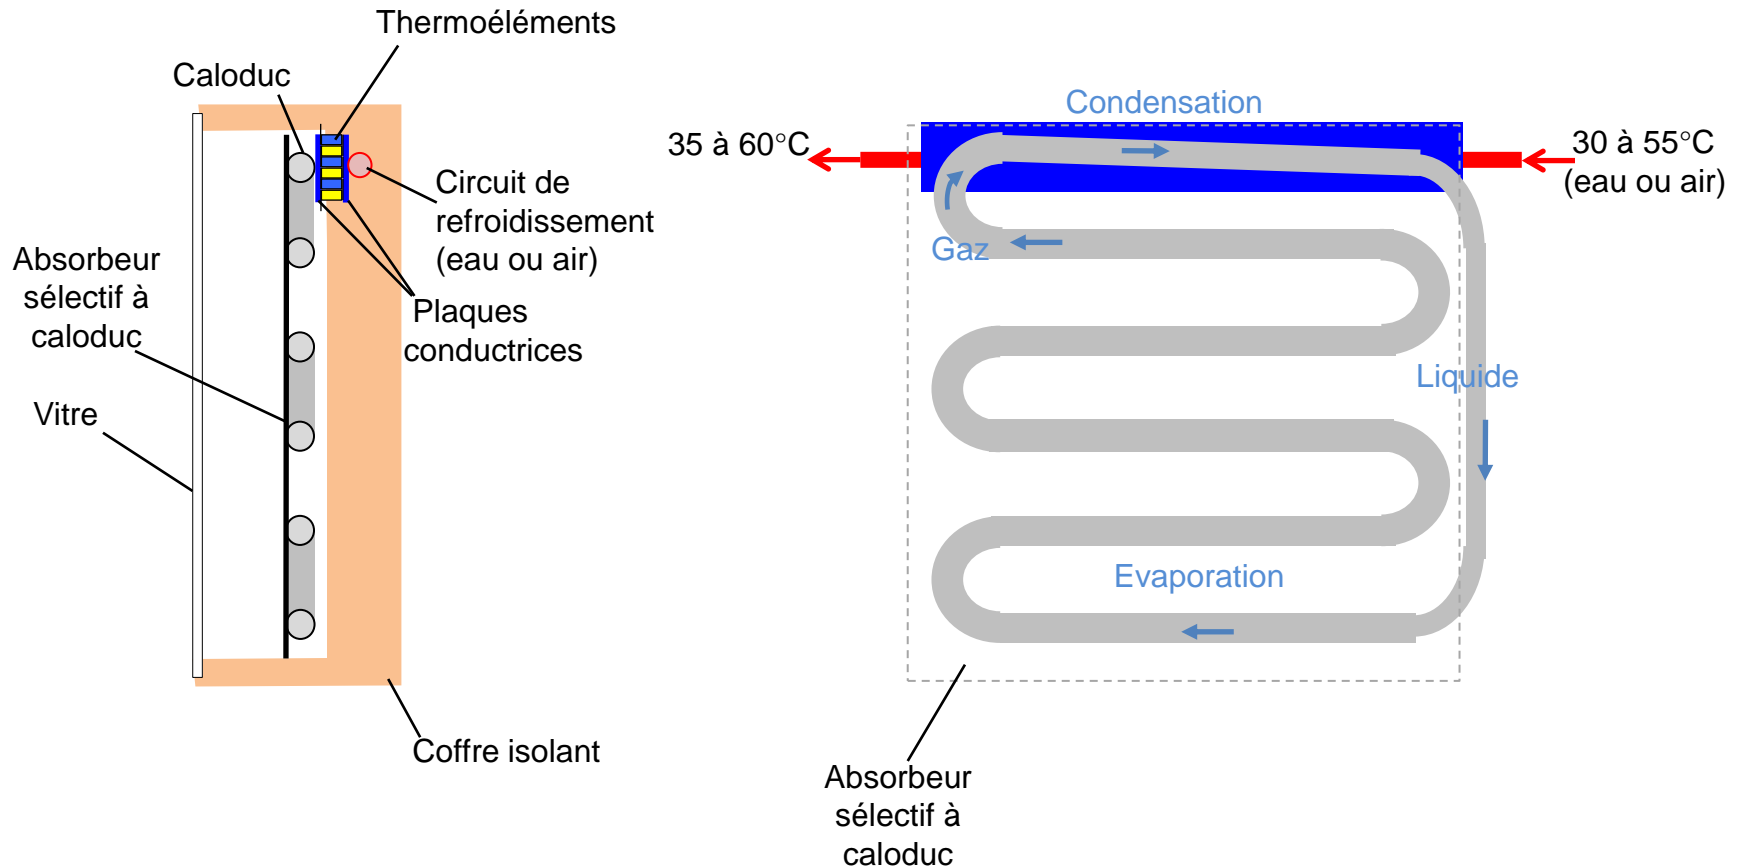 Thermoéléments
Caloduc
Circuit de
refroidissement
(eau ou air)
Absorbeur
sélectif à
caloduc
Plaques
conductrices
Vitre
Coffre isolant
Condensation
35 à 60°C
30 à 55°C
(eau ou air)
Gaz
Liquide
Evaporation
Absorbeur
sélectif à
caloduc